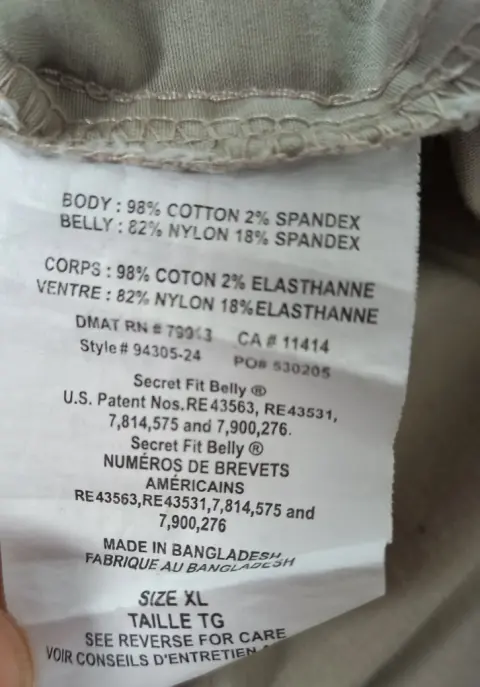 BODY : 98% COTTON 2% SPANDEX
BELLY : 82% NYLON 18% SPANDEX
CORPS : 98% COTON 2% ELASTHANNE
VENTRE : 82% NYLON 18%ELASTHANNE
DMAT RN # CA # 11414
Style# 94305-24 PO# 530205
Secret Fit Belly ®
U.S. Patent Nos.RE43563, RE43531,
7,814,575 and 7,900,276.
Secret Fit Belly ®
NUMÉROS DE BREVETS
AMÉRICAINS
RE43563,RE43531,7,814,575 and
7,900,276
MADE IN BANGLADESH
FABRIQUE AU BANGLADESH
SIZE XL
TAILLE TG
SEE REVERSE FOR CARE
VOIR CONSEILS D'ENTRETIEN